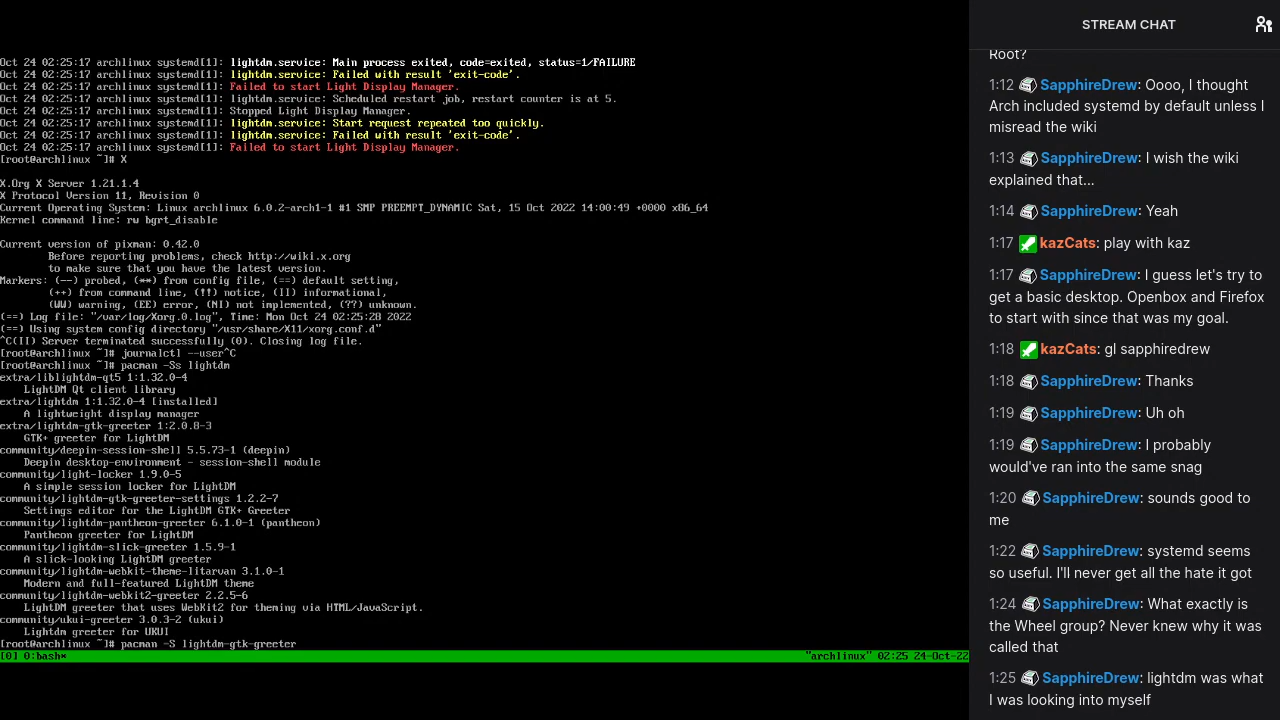 Oct 24 02:25:17 archlinux systemd[1]: lightdm.service: Main process exited, code=exited, status=1/FAILURE
Oct 24 02:25:17 archlinux systemd[1]: lightdm.service: Failed with result 'exit-code'.
Oct 24 02:25:17 archlinux systemd[1]: Failed to start Light Display Manager.
Oct 24 02:25:17 archlinux systemd[1]: lightdm.service: Scheduled restart job, restart counter is at 5.
Oct 24 02:25:17 archlinux systemd[1]: Stopped Light Display Manager.
Oct 24 02:25:17 archlinux systemd[1]: lightdm.service: Start request repeated too quickly.
Oct 24 02:25:17 archlinux systemd[1]: lightdm.service: Failed with result 'exit-code'.
Oct 24 02:25:17 archlinux systemd[1]: Failed to start Light Display Manager.
[root@archlinux ~]# X
X.Org X Server 1.21.1.4
X Protocol Version 11, Revision 0
Current Operating System: Linux archlinux 6.0.2-arch1-1 #1 SMP PREEMPT_DYNAMIC Sat, 15 Oct 2022 14:00:49 +0000 x86_64
Kernel command line: rw bgrt_disable
Current version of pixman: 0.42.0
Before reporting problems, check http://wiki.x.org
to make sure that you have the latest version.
Markers: (--) probed, (**) from config file, (==) default setting,
(++) from command line, (!!) notice, (II) informational,
(WW) warning, (EE) error, (NI) not implemented, (??) unknown.
(==) Log file: "/var/log/Xorg.0.log", Time: Mon Oct 24 02:25:28 2022
(==) Using system config directory "/usr/share/X11/xorg.conf.d"
^C(II) Server terminated successfully (0). Closing log file.
[root@archlinux ~]# journalctl --user^C
[root@archlinux ~]# pacman -Ss lightdm
extra/liblightdm-qt5 1:1.32.0-4
LightDM Qt client library
extra/lightdm 1:1.32.0-4 [installed]
A lightweight display manager
extra/lightdm-gtk-greeter 1:2.0.8-3
GTK+ greeter for LightDM
community/deepin-session-shell 5.5.73-1 (deepin)
Deepin desktop-environment - session-shell module
community/light-locker 1.9.0-5
A simple session locker for LightDM
community/lightdm-gtk-greeter-settings 1.2.2-7
Settings editor for the LightDM GTK+ Greeter
community/lightdm-pantheon-greeter 6.1.0-1 (pantheon)
Pantheon greeter for LightDM
community/lightdm-slick-greeter 1.5.9-1
A slick-looking LightDM greeter
community/lightdm-webkit-theme-litarvan 3.1.0-1
Modern and full-featured LightDM theme
community/lightdm-webkit2-greeter 2.2.5-6
LightDM greeter that uses WebKit2 for theming via HTML/JavaScript.
community/ukui-greeter 3.0.3-2 (ukui)
Lightdm greeter for UKUI
[root@archlinux ~]# pacman -S lightdm-gtk-greeter
[0] 0:bash* "archlinux" 02:25 24-Oct-22
STREAM CHAT
Root?
1:12 SapphireDrew: Oooo, I thought
Arch included systemd by default unless I
misread the wiki
1:13 SapphireDrew: I wish the wiki
explained that...
1:14 SapphireDrew: Yeah
1:17 kazCats: play with kaz
1:17 SapphireDrew: I guess let's try to
get a basic desktop. Openbox and Firefox
to start with since that was my goal.
1:18 kazCats: gl sapphiredrew
1:18 SapphireDrew: Thanks
1:19 SapphireDrew: Uh oh
1:19 SapphireDrew: I probably
would've ran into the same snag
1:20 SapphireDrew: sounds good to
me
1:22 SapphireDrew: systemd seems
so useful. I'll never get all the hate it got
1:24 SapphireDrew: What exactly is
the Wheel group? Never knew why it was
called that
1:25 SapphireDrew: lightdm was what
I was looking into myself